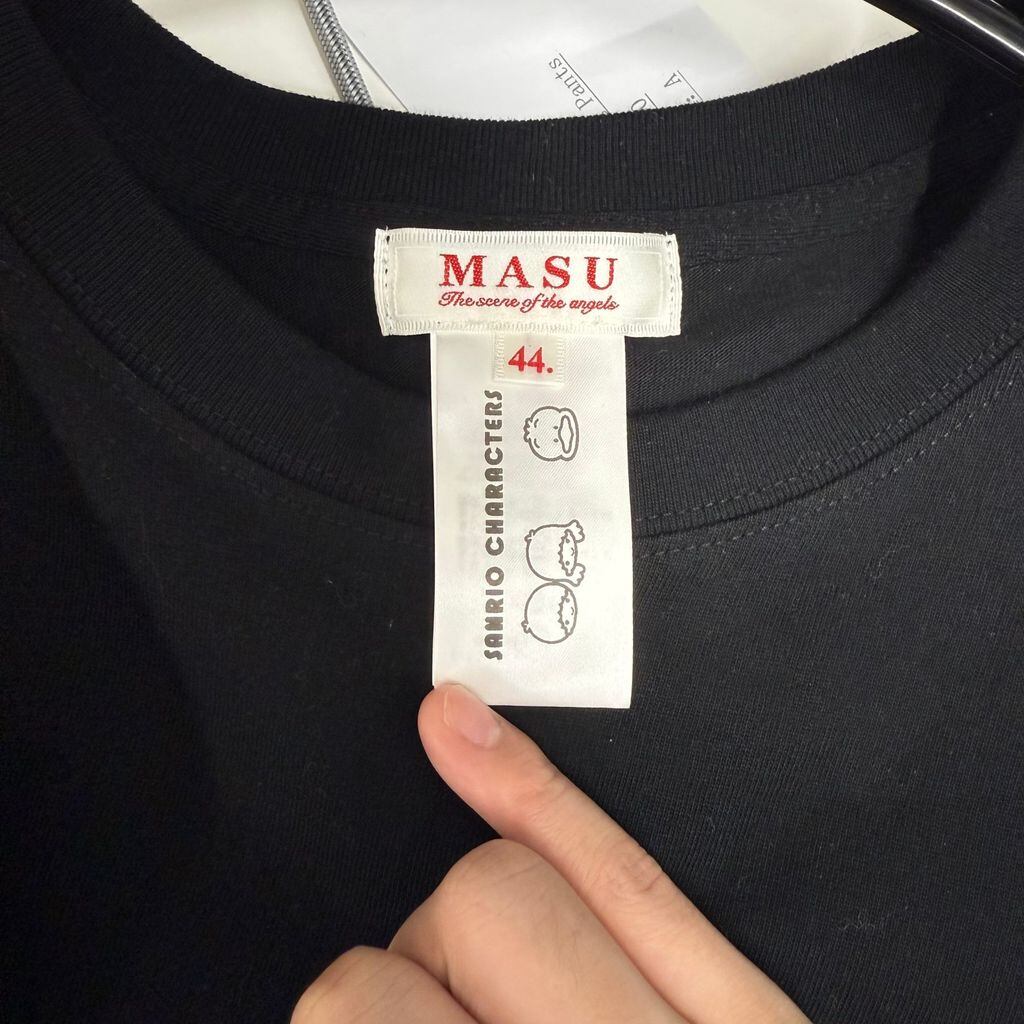 Pants
A
MASU
The scene of the angels
44.
SANRIO CHARACTERS